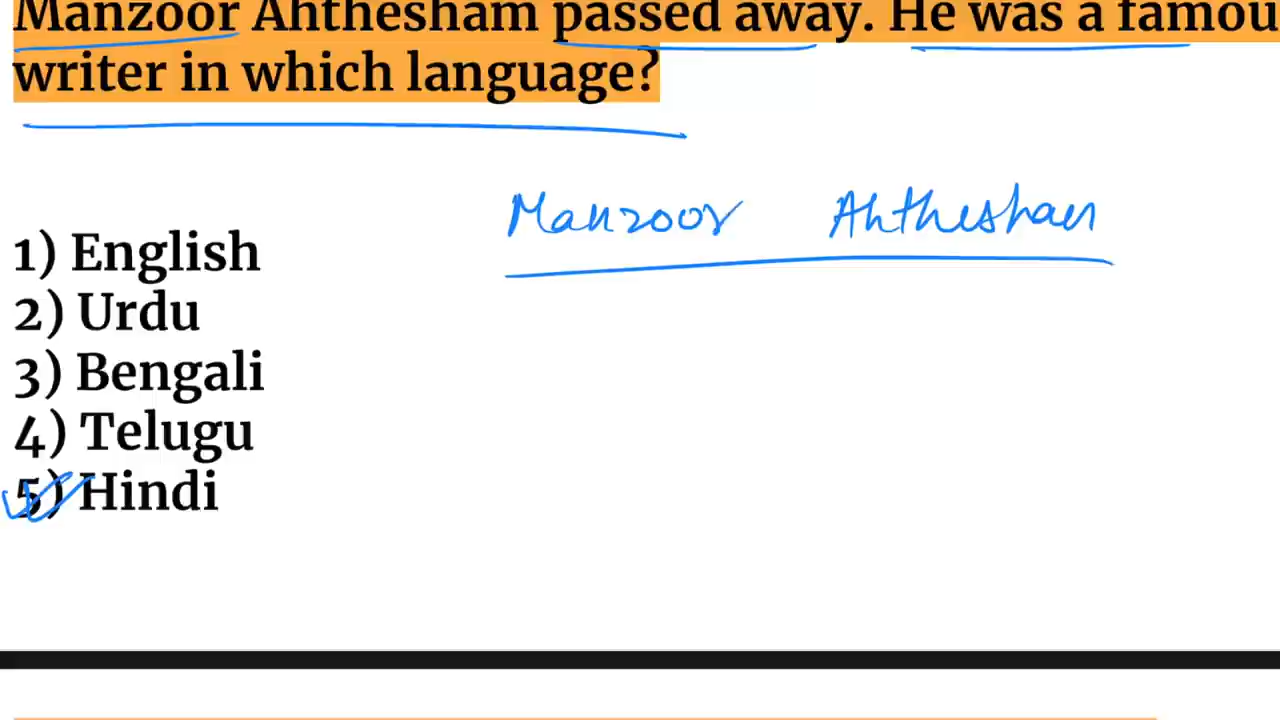 Manzoor Ahthesham passed away. He was a famou
writer in which language?
Manzoor Ahtheshan
1) English
2) Urdu
3) Bengali
4) Telugu
5) Hindi